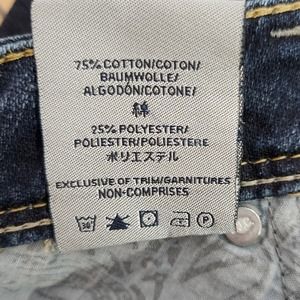 75% COTTON/COTON/
BAUMWOLLE/
ALGODÓN/COTONE/
綿
25% POLYESTER/
POLIESTER/POLIESTERE
ポリエステル
EXCLUSIVE OF TRIM/GARNITURES
NON-COMPRISES